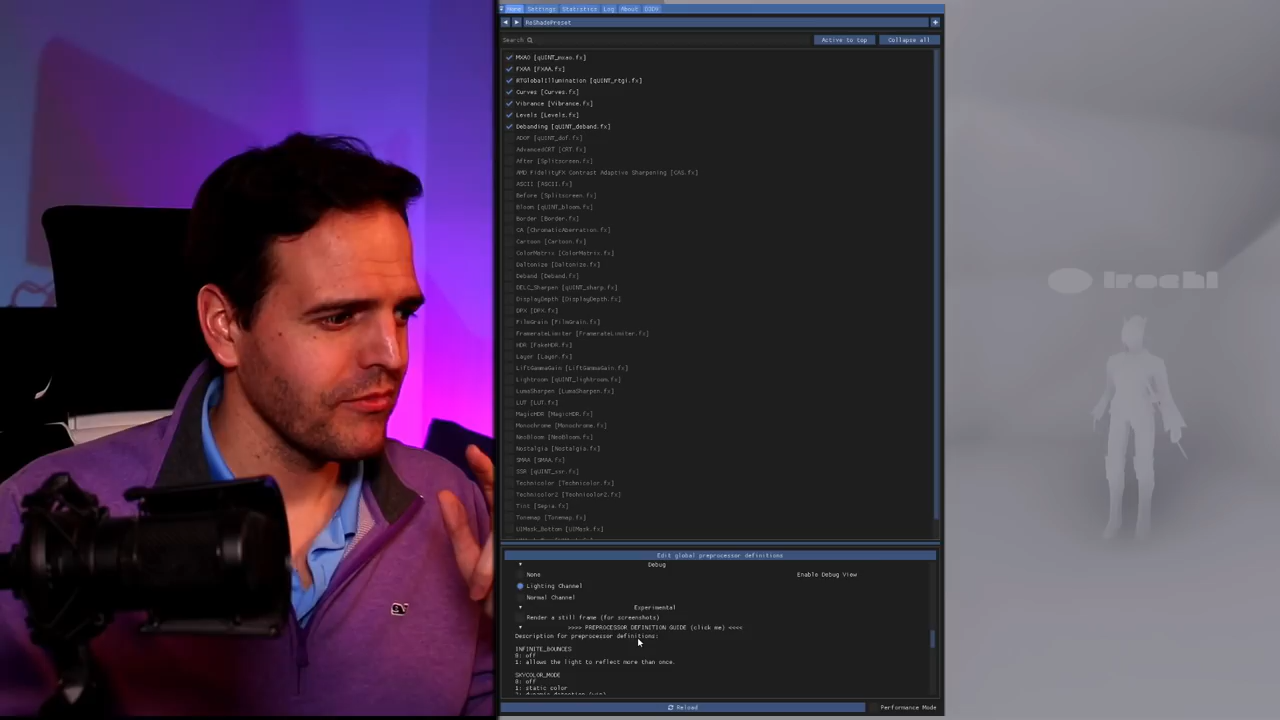 Home Settings Statistics Log About D3D9
ReShadePreset +
Search Active to top Collapse all
MXAO [qUINT_mxao.fx]
FXAA [FXAA.fx]
RTGlobalIllumination [qUINT_rtgi.fx]
Curves [Curves.fx]
Vibrance [Vibrance.fx]
Levels [Levels.fx]
Debanding [qUINT_deband.fx]
ADOF [qUINT_dof.fx]
AdvancedCRT [CRT.fx]
After [Splitscreen.fx]
AMD FidelityFX Contrast Adaptive Sharpening [CAS.fx]
ASCII [ASCII.fx]
Before [Splitscreen.fx]
Bloom [qUINT_bloom.fx]
Border [Border.fx]
CA [ChromaticAberration.fx]
Cartoon [Cartoon.fx]
ColorMatrix [ColorMatrix.fx]
Daltonize [Daltonize.fx]
Deband [Deband.fx]
DELC_Sharpen [qUINT_sharp.fx]
DisplayDepth [DisplayDepth.fx]
DPX [DPX.fx]
FilmGrain [FilmGrain.fx]
FramerateLimiter [FramerateLimiter.fx]
HDR [FakeHDR.fx]
Layer [Layer.fx]
LiftGammaGain [LiftGammaGain.fx]
Lightroom [qUINT_lightroom.fx]
LumaSharpen [LumaSharpen.fx]
LUT [LUT.fx]
MagicHDR [MagicHDR.fx]
Monochrome [Monochrome.fx]
NeoBloom [NeoBloom.fx]
Nostalgia [Nostalgia.fx]
SMAA [SMAA.fx]
SSR [qUINT_ssr.fx]
Technicolor [Technicolor.fx]
Technicolor2 [Technicolor2.fx]
Tint [Sepia.fx]
Tonemap [Tonemap.fx]
UIMask_Bottom [UIMask.fx]
Edit global preprocessor definitions
Debug
None Enable Debug View
Lighting Channel
Normal Channel
Experimental
Render a still frame (for screenshots)
>>>> PREPROCESSOR DEFINITION GUIDE (click me) <<<<
Description for preprocessor definitions:
INFINITE_BOUNCES
0: off
1: allows the light to reflect more than once.
SKYCOLOR_MODE
0: off
1: static color
Reload Performance Mode